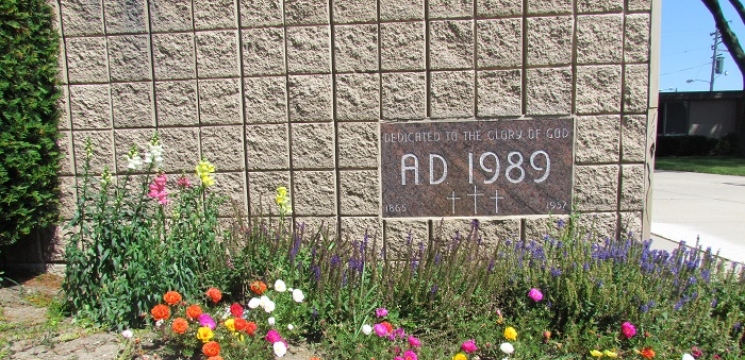 DEDICATED TO THE GLORY OF GOD
AD 1989
1865 1957